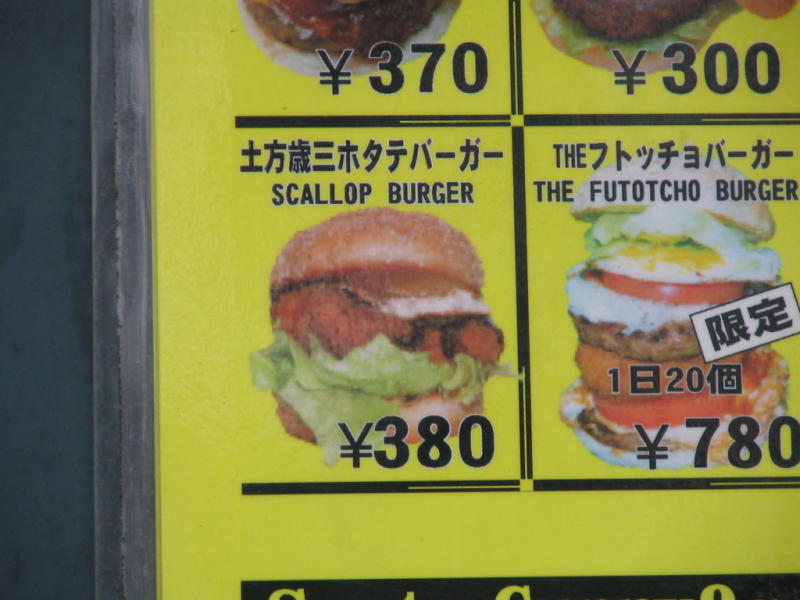 ¥370
¥300
土方歳三ホタテバーガー
SCALLOP BURGER
THEフトッチョバーガー
THE FUTOTCHO BURGER
限定
1日20個
¥380
¥780